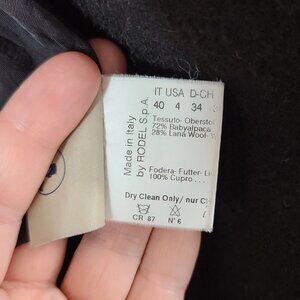 IT USA D-CH
40 4 34
Tessuto- Obersto
72% Babyalpaca
28% Lana Wool-
Fodera- Futter- Li
100% Cupro
Dry Clean Only/ nur C
CR 87 N°6
Made in Italy
by RODEL S.p.A.